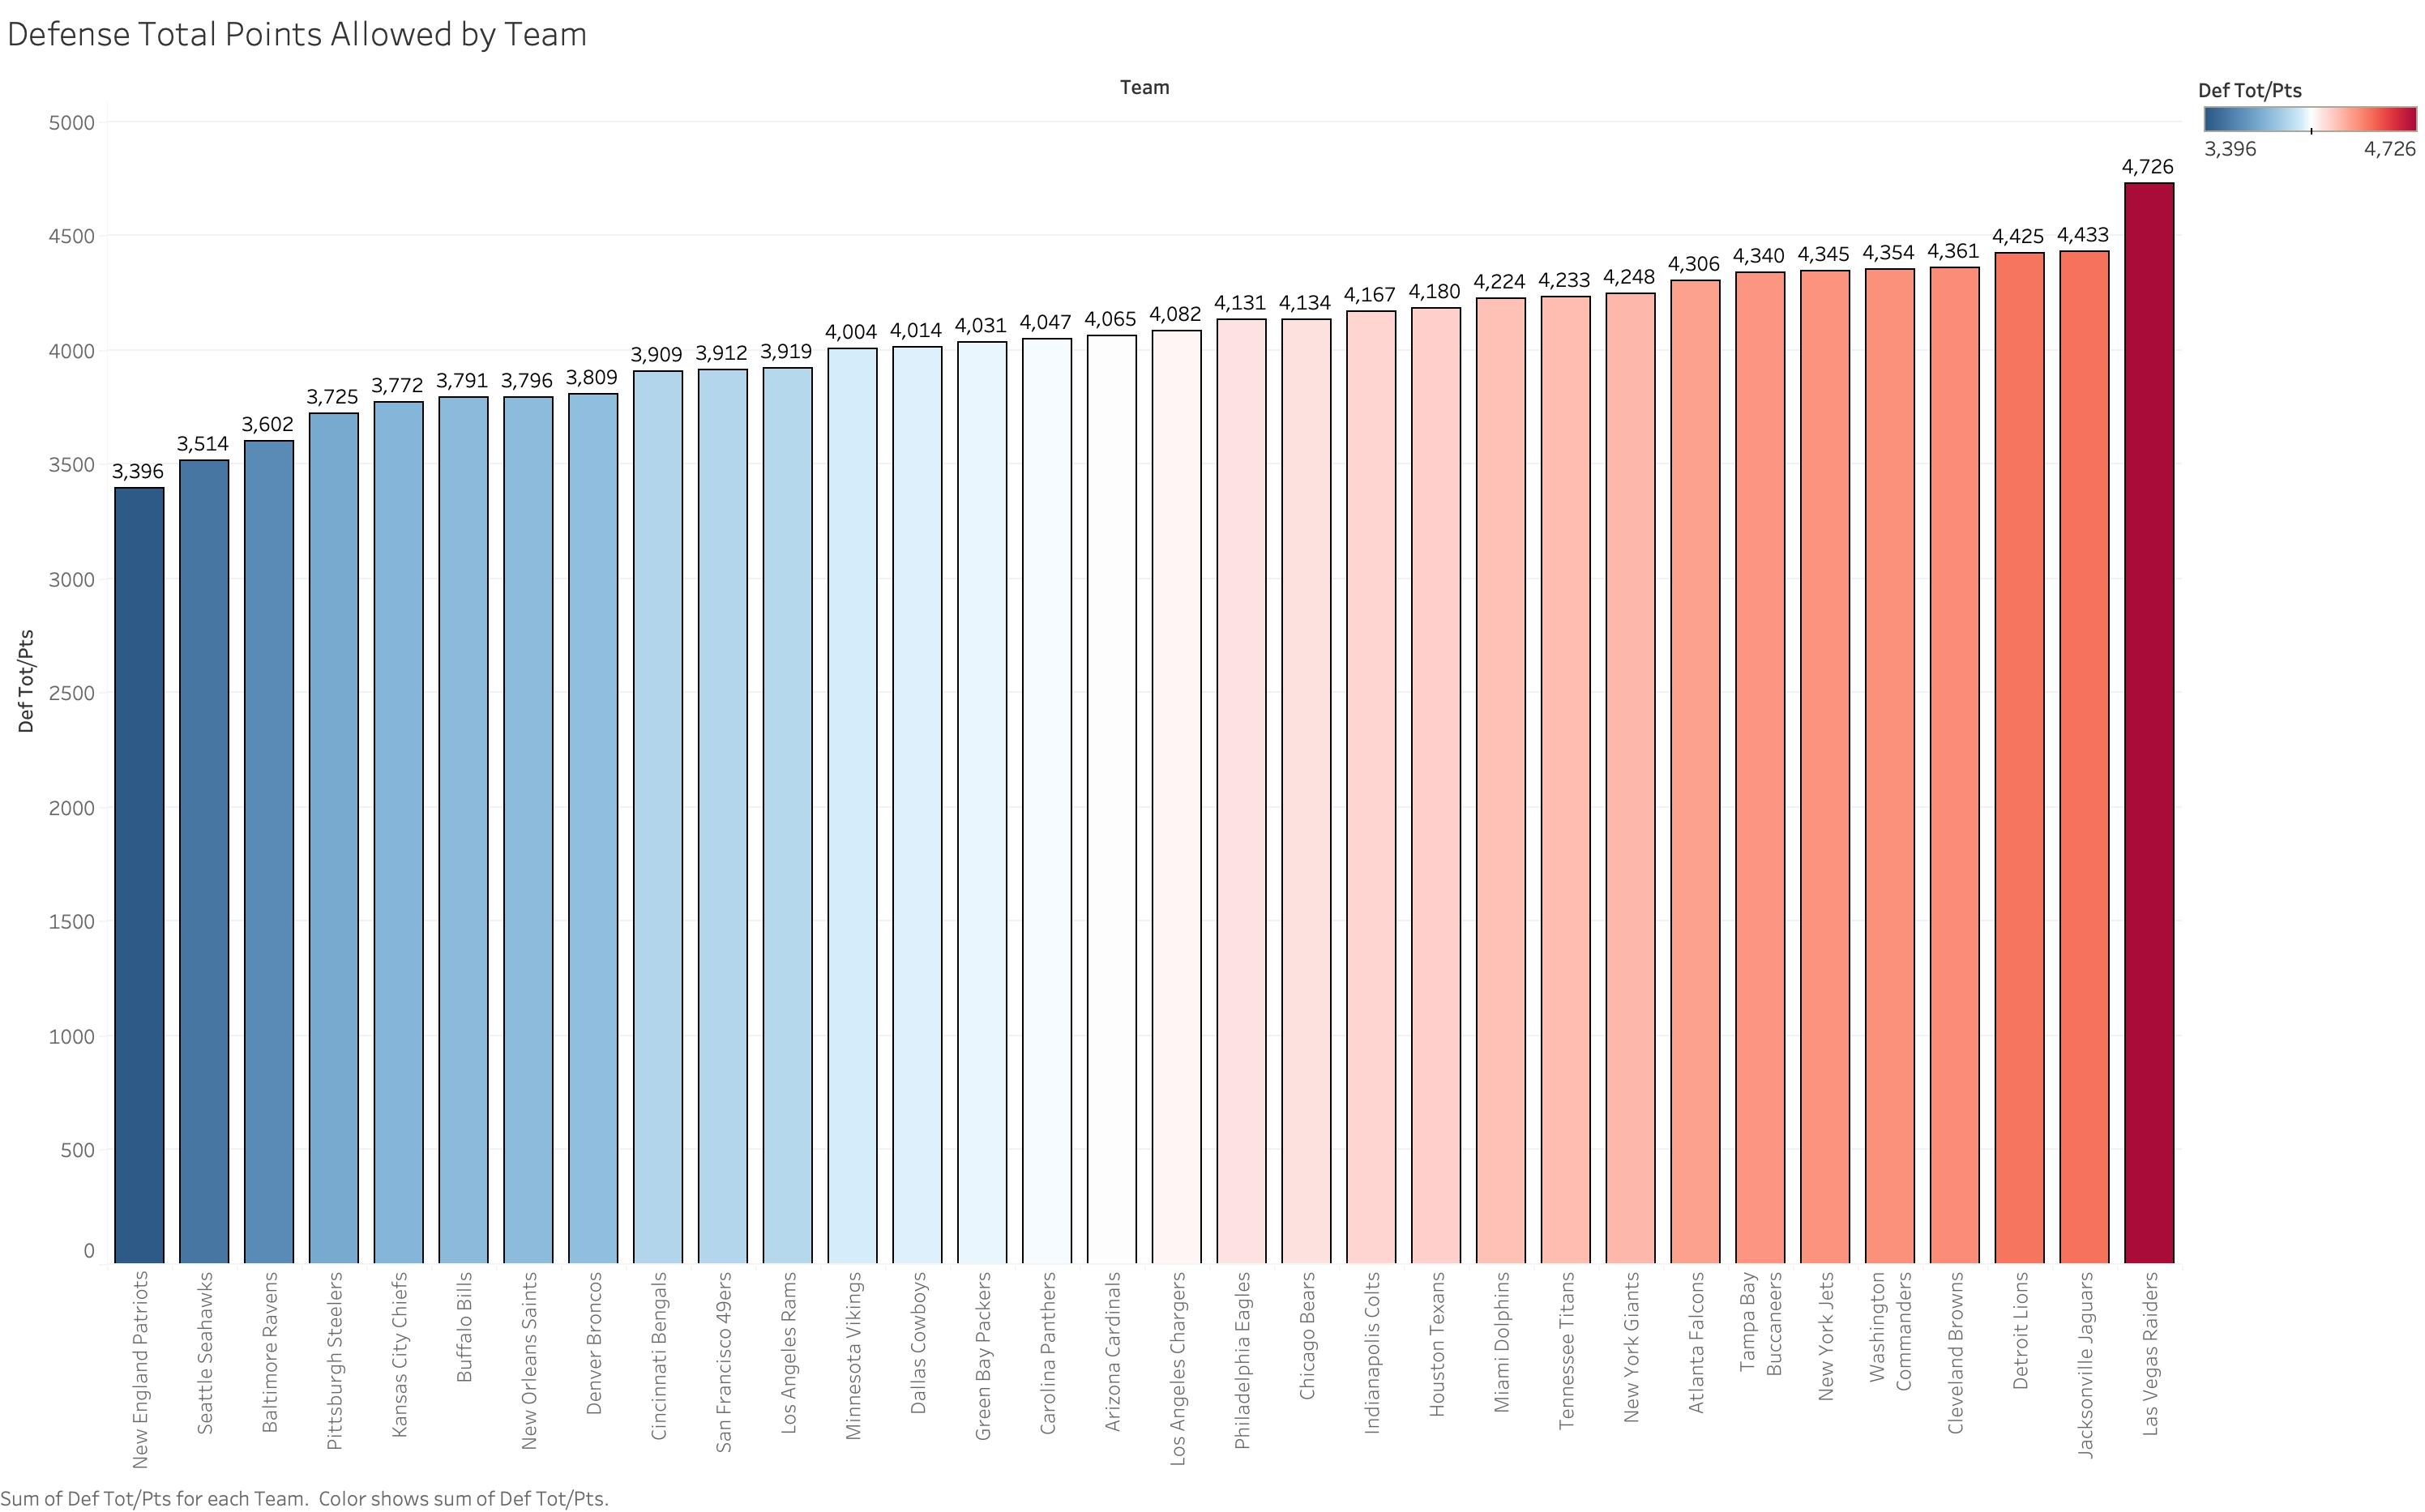 Defense Total Points Allowed by Team
Team
Def Tot/Pts
3,396 4,726
Def Tot/Pts
5000
4500
4000
3500
3000
2500
2000
1500
1000
500
0
3,396
3,514
3,602
3,725
3,772
3,791
3,796
3,809
3,909
3,912
3,919
4,004
4,014
4,031
4,047
4,065
4,082
4,131
4,134
4,167
4,180
4,224
4,233
4,248
4,306
4,340
4,345
4,354
4,361
4,425
4,433
4,726
New England Patriots
Seattle Seahawks
Baltimore Ravens
Pittsburgh Steelers
Kansas City Chiefs
Buffalo Bills
New Orleans Saints
Denver Broncos
Cincinnati Bengals
San Francisco 49ers
Los Angeles Rams
Minnesota Vikings
Dallas Cowboys
Green Bay Packers
Carolina Panthers
Arizona Cardinals
Los Angeles Chargers
Philadelphia Eagles
Chicago Bears
Indianapolis Colts
Houston Texans
Miami Dolphins
Tennessee Titans
New York Giants
Atlanta Falcons
Tampa Bay
Buccaneers
New York Jets
Washington
Commanders
Cleveland Browns
Detroit Lions
Jacksonville Jaguars
Las Vegas Raiders
Sum of Def Tot/Pts for each Team.  Color shows sum of Def Tot/Pts.